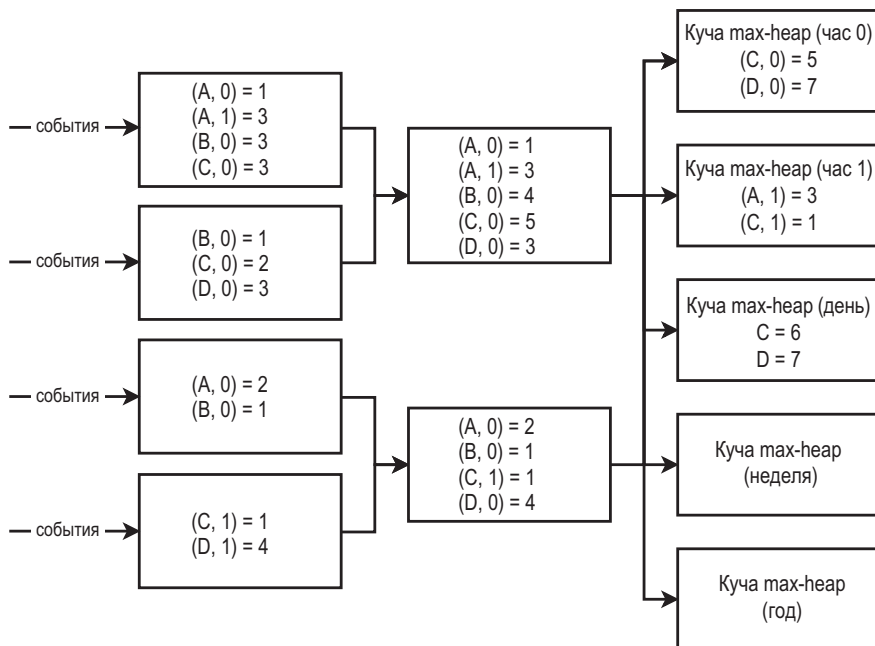 события
(A, 0) = 1
(A, 1) = 3
(B, 0) = 3
(C, 0) = 3
события
(B, 0) = 1
(C, 0) = 2
(D, 0) = 3
события
(A, 0) = 2
(B, 0) = 1
события
(C, 1) = 1
(D, 1) = 4
(A, 0) = 1
(A, 1) = 3
(B, 0) = 4
(C, 0) = 5
(D, 0) = 3
(A, 0) = 2
(B, 0) = 1
(C, 1) = 1
(D, 0) = 4
Куча max-heap (час 0)
(C, 0) = 5
(D, 0) = 7
Куча max-heap (час 1)
(A, 1) = 3
(C, 1) = 1
Куча max-heap (день)
C = 6
D = 7
Куча max-heap
(неделя)
Куча max-heap
(год)